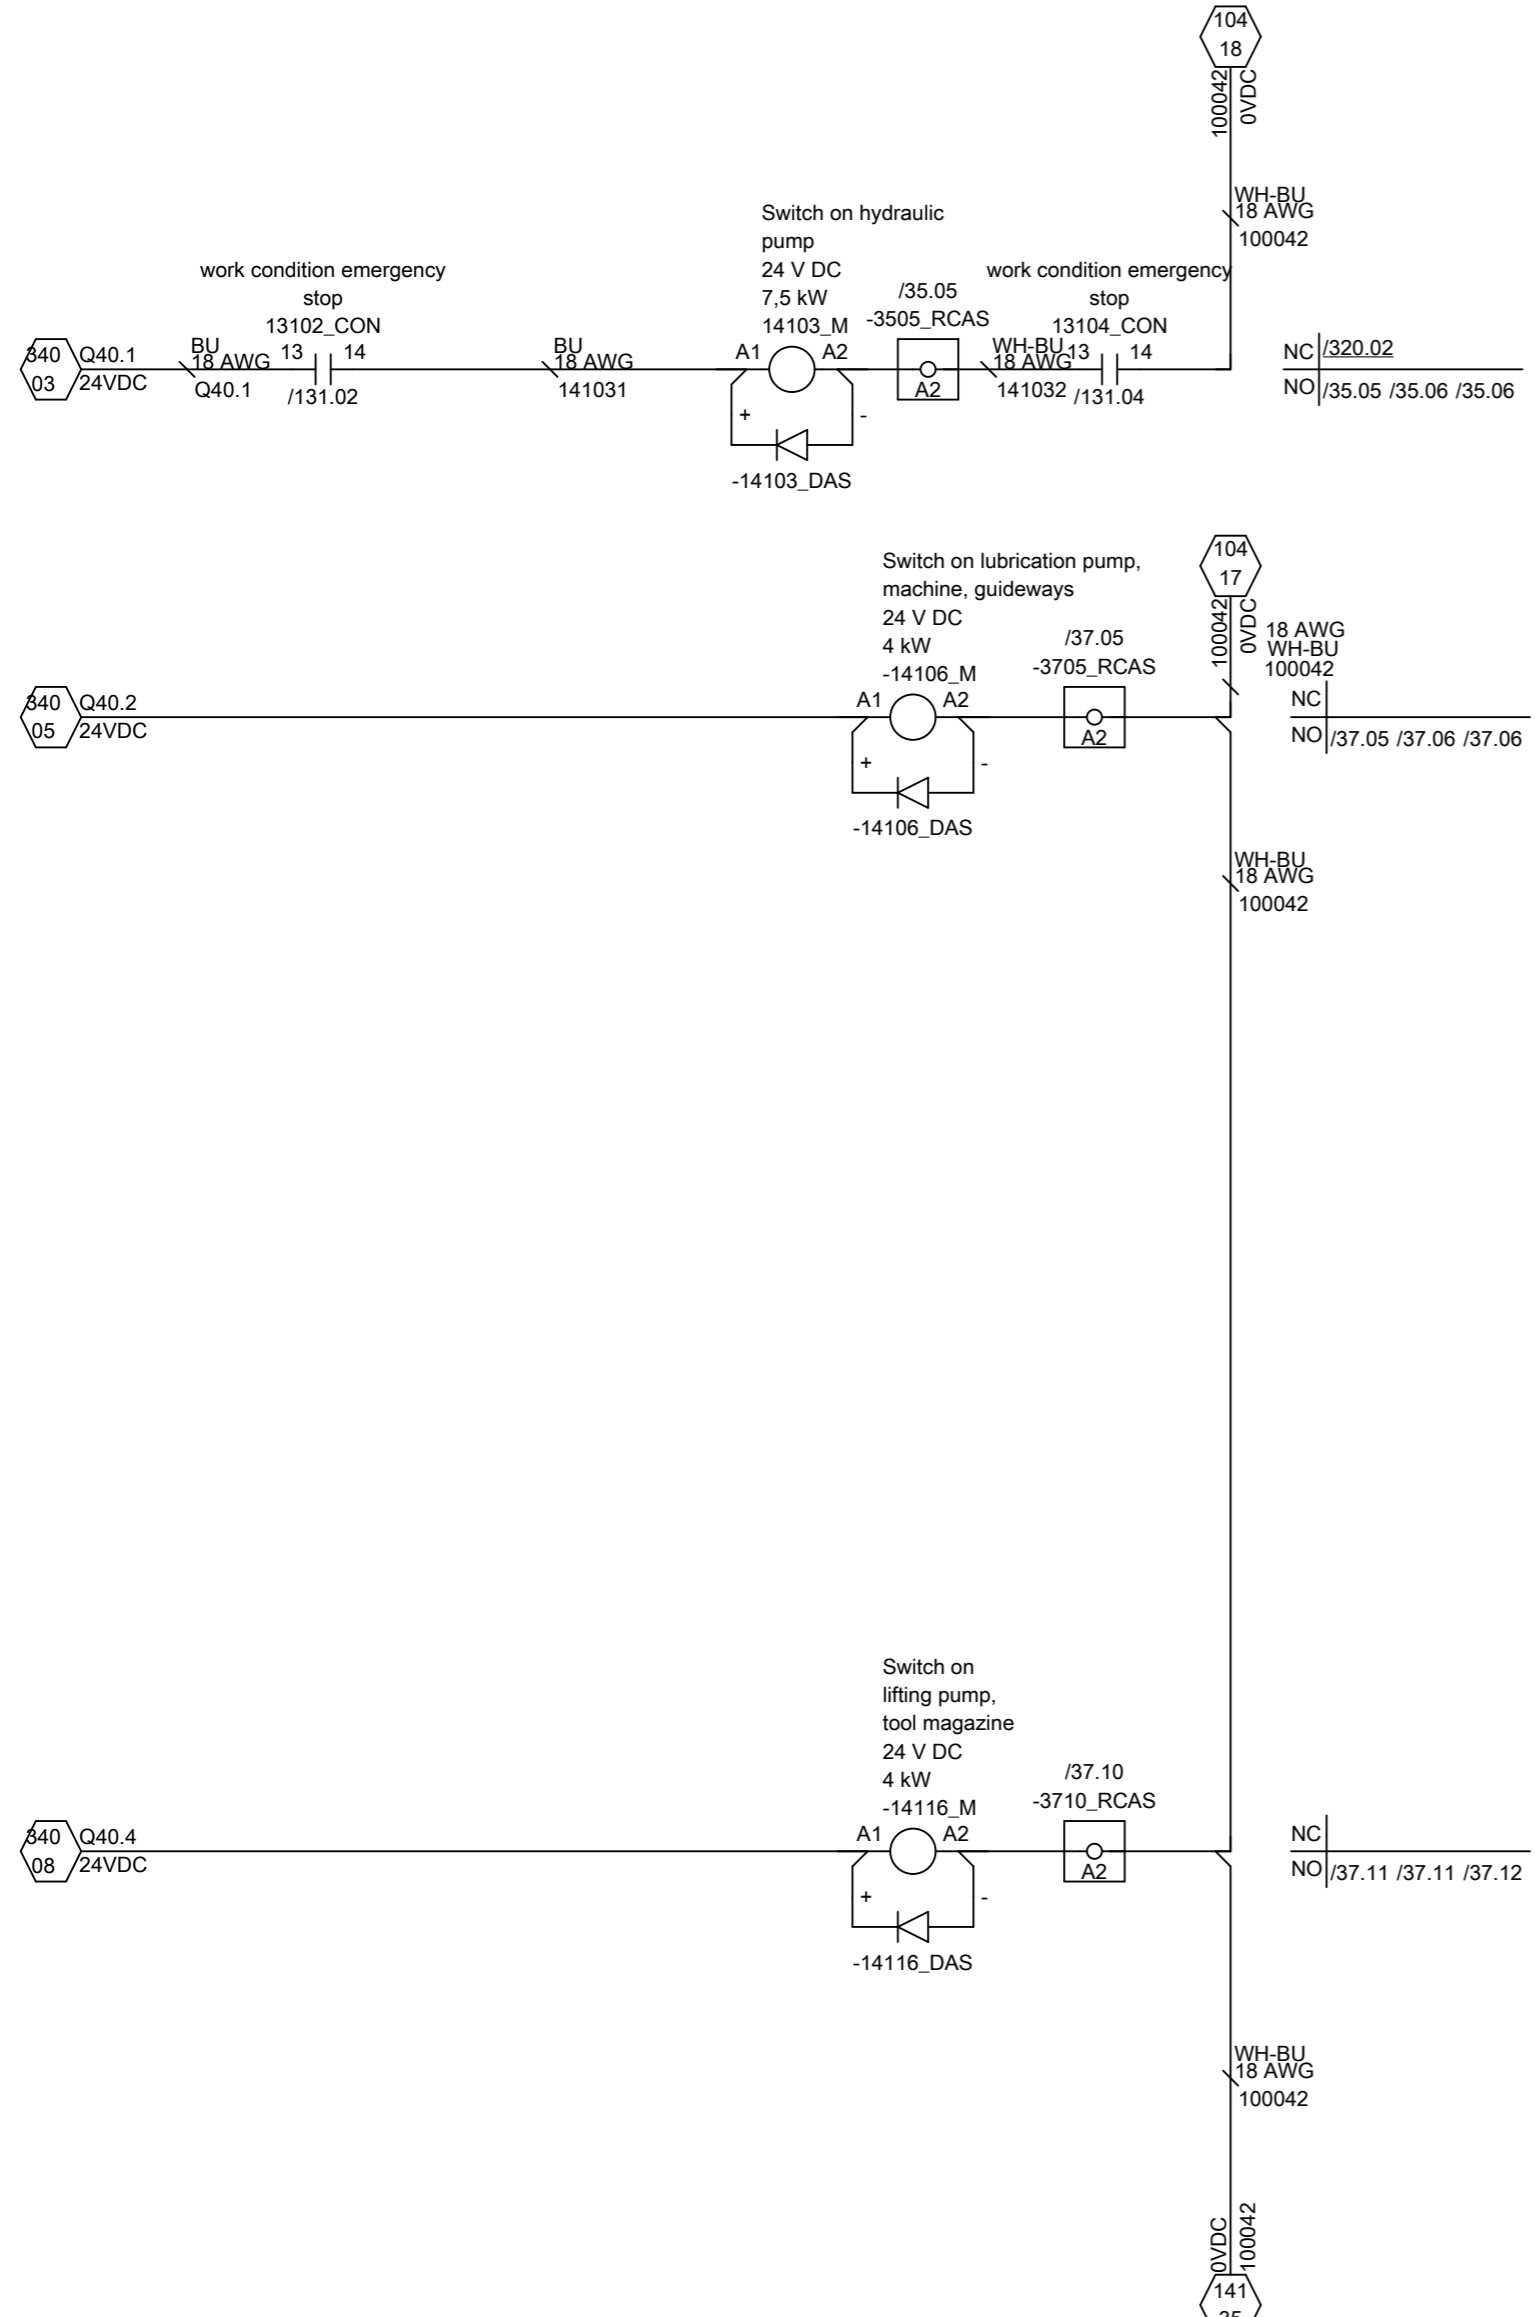 104
18
100042
0VDC
WH-BU
18 AWG
100042
Switch on hydraulic
pump
24 V DC
7,5 kW
14103_M
work condition emergency
stop
13102_CON
/35.05
-3505_RCAS
work condition emergency
stop
13104_CON
340
03
Q40.1
24VDC
BU
18 AWG
Q40.1
13
14
/131.02
BU
18 AWG
141031
A1
A2
+
-
-14103_DAS
A2
WH-BU
18 AWG
141032
13
14
/131.04
NC /320.02
NO /35.05 /35.06 /35.06
104
17
100042
0VDC
18 AWG
WH-BU
100042
Switch on lubrication pump,
machine, guideways
24 V DC
4 kW
-14106_M
/37.05
-3705_RCAS
340
05
Q40.2
24VDC
A1
A2
+
-
-14106_DAS
A2
NC
NO /37.05 /37.06 /37.06
WH-BU
18 AWG
100042
Switch on
lifting pump,
tool magazine
24 V DC
4 kW
-14116_M
/37.10
-3710_RCAS
340
08
Q40.4
24VDC
A1
A2
+
-
-14116_DAS
A2
NC
NO /37.11 /37.11 /37.12
WH-BU
18 AWG
100042
0VDC
100042
141